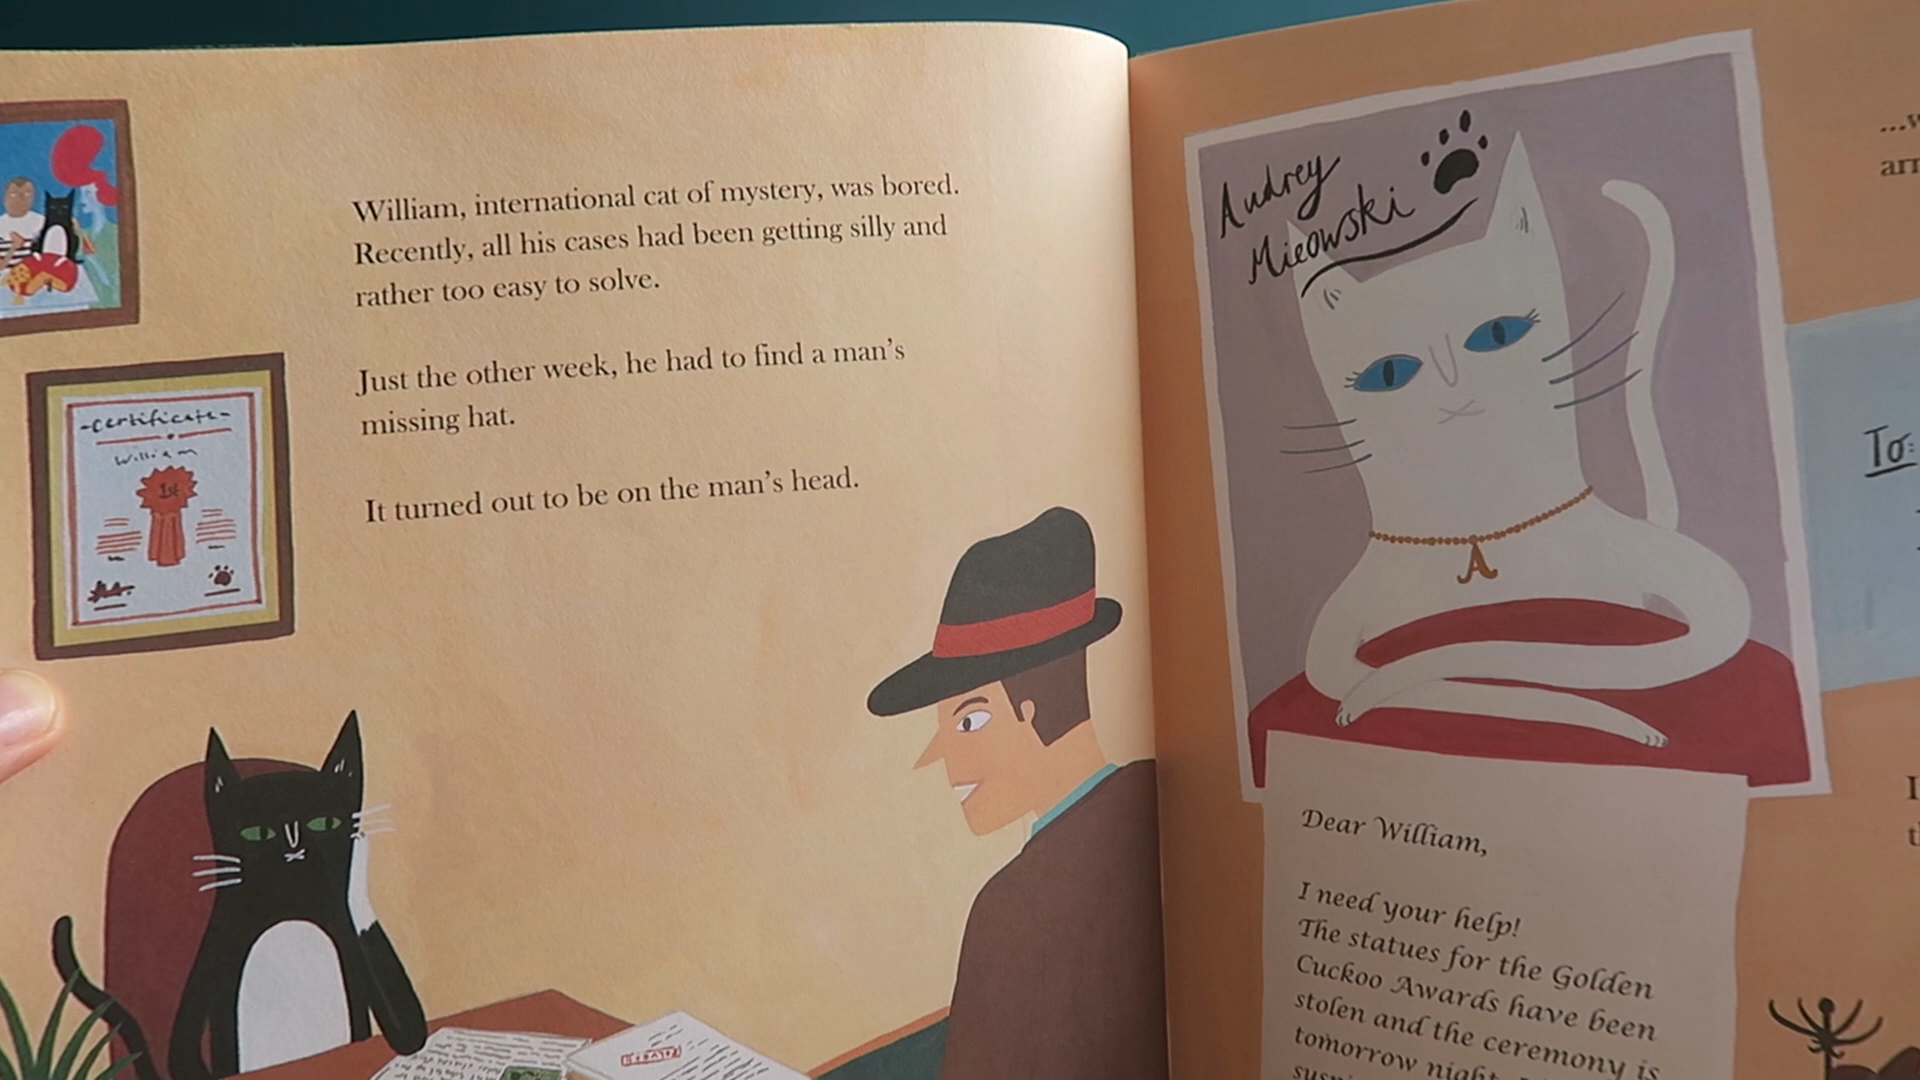 William, international cat of mystery, was bored.
Recently, all his cases had been getting silly and
rather too easy to solve.
Just the other week, he had to find a man's
missing hat.
It turned out to be on the man's head.
-certificate-
William
1st
Audrey
Mieowski
A
Dear William,
I need your help!
The statues for the Golden
Cuckoo Awards have been
stolen and the ceremony is
tomorrow night.
To: